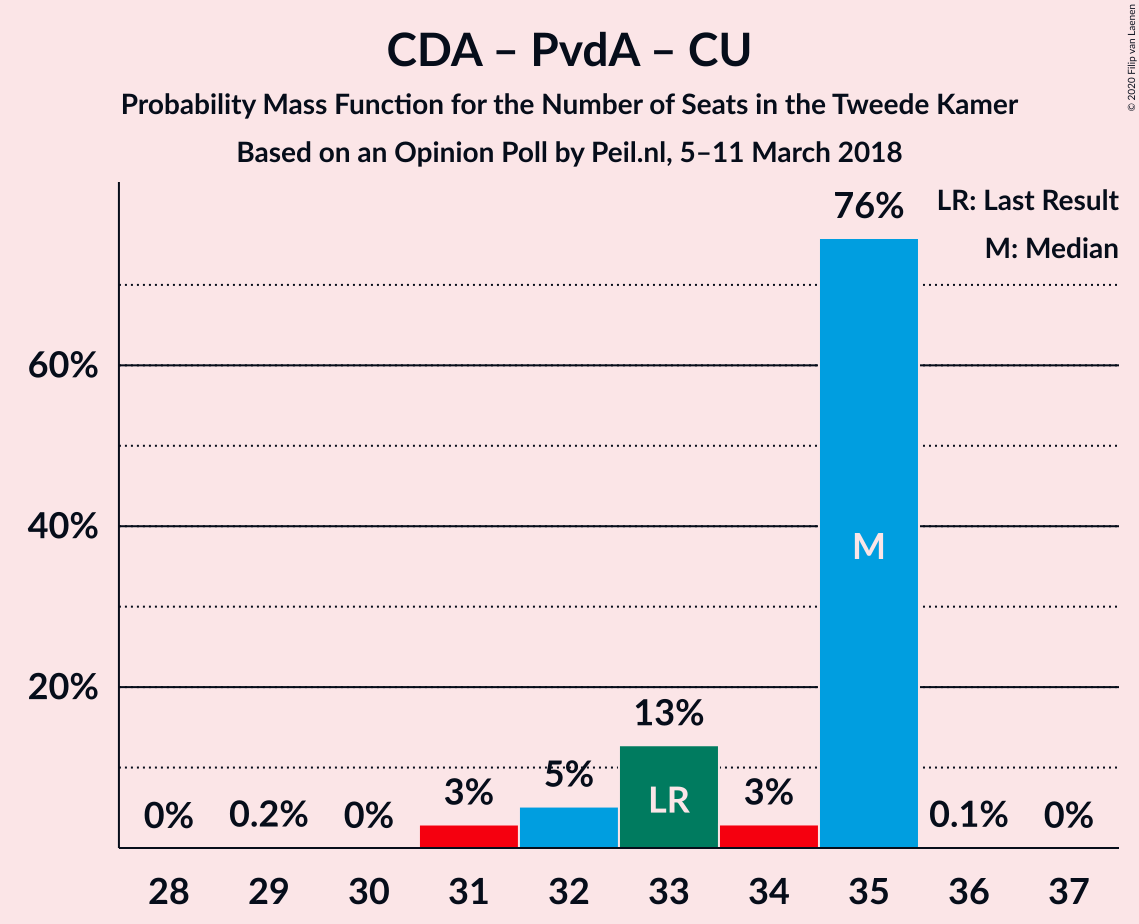 CDA – PvdA – CU
Probability Mass Function for the Number of Seats in the Tweede Kamer
Based on an Opinion Poll by Peil.nl, 5–11 March 2018
© 2020 Filip van Laenen
LR: Last Result
M: Median
60%
40%
20%
0%
0.2%
0%
3%
5%
13%
3%
76%
0.1%
0%
LR
M
28 29 30 31 32 33 34 35 36 37